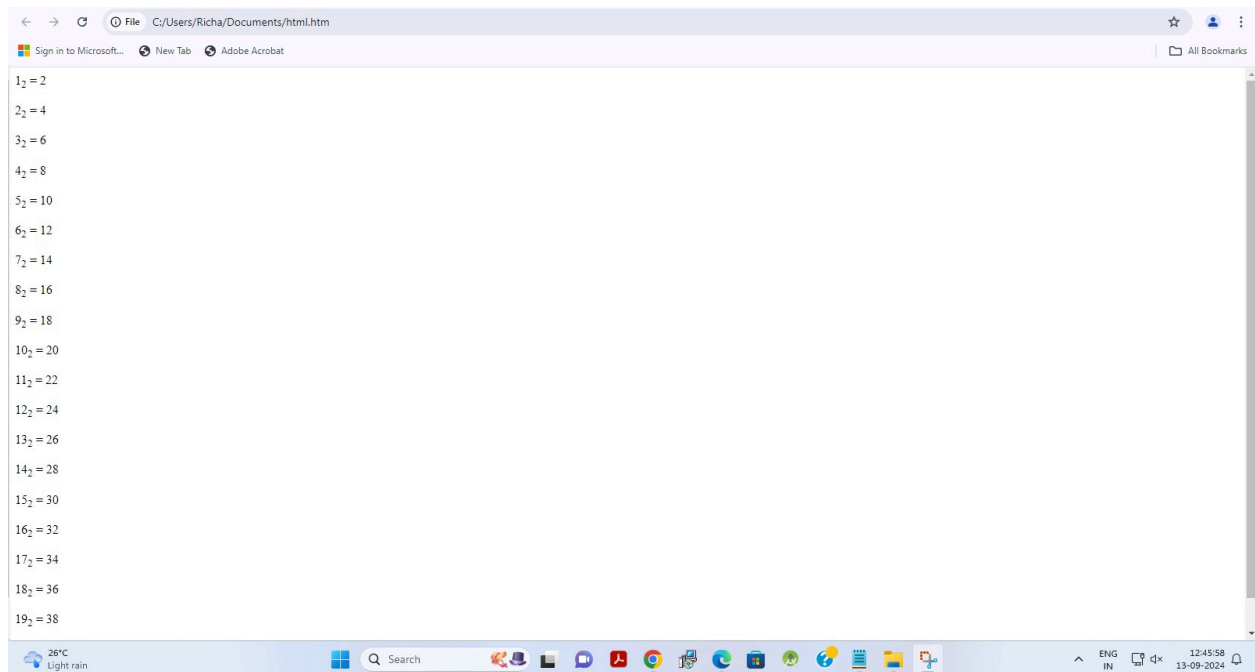 File C:/Users/Richa/Documents/html.htm
Sign in to Microsoft... New Tab Adobe Acrobat All Bookmarks
1₂ = 2
2₂ = 4
3₂ = 6
4₂ = 8
5₂ = 10
6₂ = 12
7₂ = 14
8₂ = 16
9₂ = 18
10₂ = 20
11₂ = 22
12₂ = 24
13₂ = 26
14₂ = 28
15₂ = 30
16₂ = 32
17₂ = 34
18₂ = 36
19₂ = 38
26°C
Light rain
Search
ENG
IN
12:45:58
13-09-2024